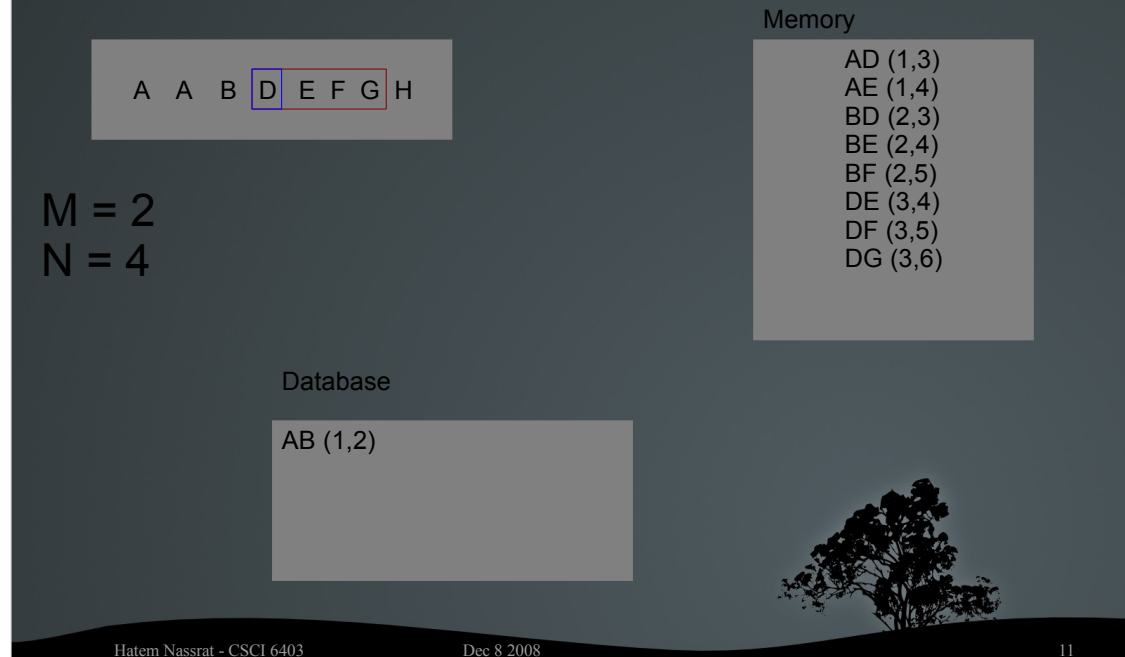 Memory
A A B D E F G H
AD (1,3)
AE (1,4)
BD (2,3)
BE (2,4)
BF (2,5)
DE (3,4)
DF (3,5)
DG (3,6)
M = 2
N = 4
Database
AB (1,2)
Hatem Nassrat - CSCI 6403 Dec 8 2008 11